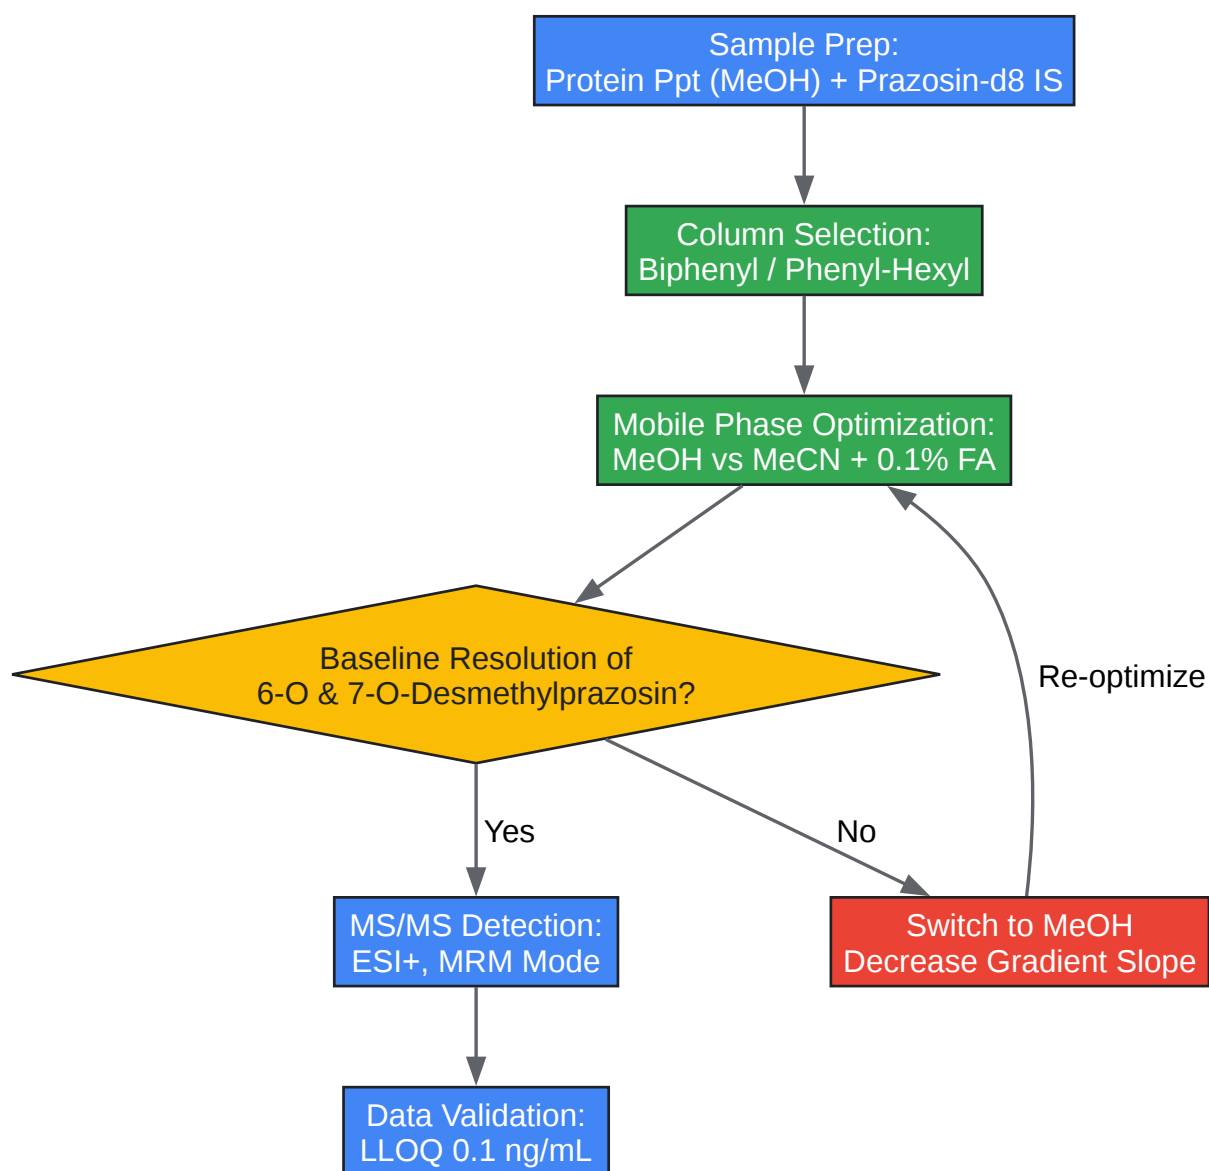 Sample Prep:
Protein Ppt (MeOH) + Prazosin-d8 IS
Column Selection:
Biphenyl / Phenyl-Hexyl
Mobile Phase Optimization:
MeOH vs MeCN + 0.1% FA
Baseline Resolution of
6-O & 7-O-Desmethylprazosin?
Re-optimize
Yes
No
MS/MS Detection:
ESI+, MRM Mode
Switch to MeOH
Decrease Gradient Slope
Data Validation:
LLOQ 0.1 ng/mL